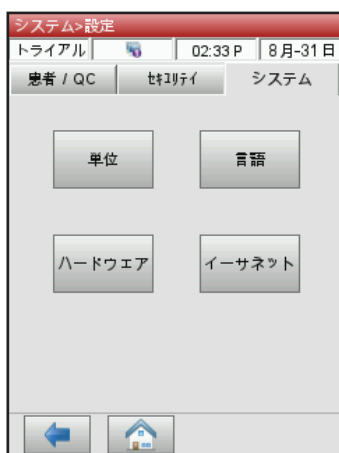 システム>設定
トライアル 02:33 P 8月-31日
患者 / QC ｾｷｭﾘﾃｨ システム
単位 言語
ハードウェア イーサネット